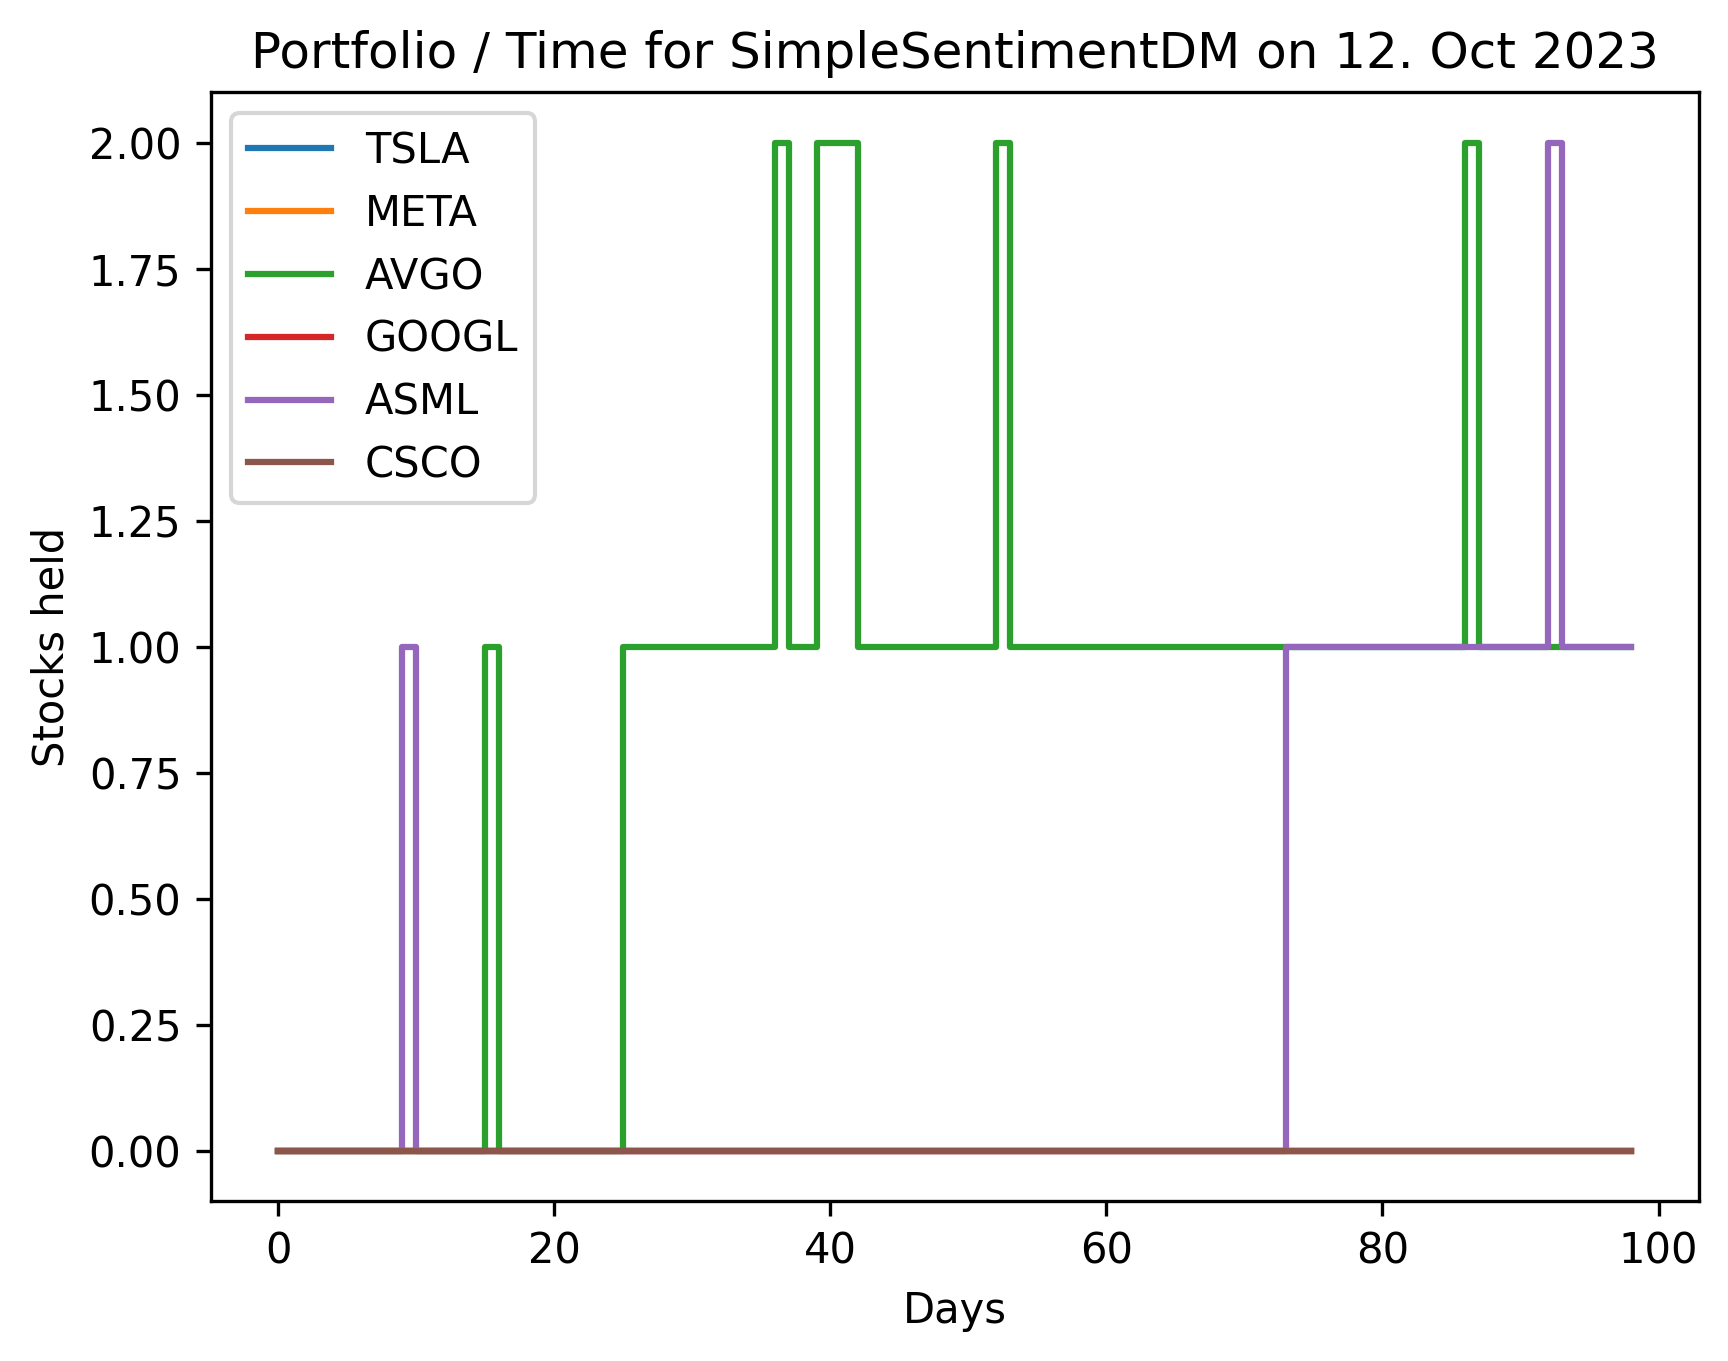 Portfolio / Time for SimpleSentimentDM on 12. Oct 2023
TSLA
META
AVGO
GOOGL
ASML
CSCO
Stocks held
2.00
1.75
1.50
1.25
1.00
0.75
0.50
0.25
0.00
0 20 40 60 80 100
Days